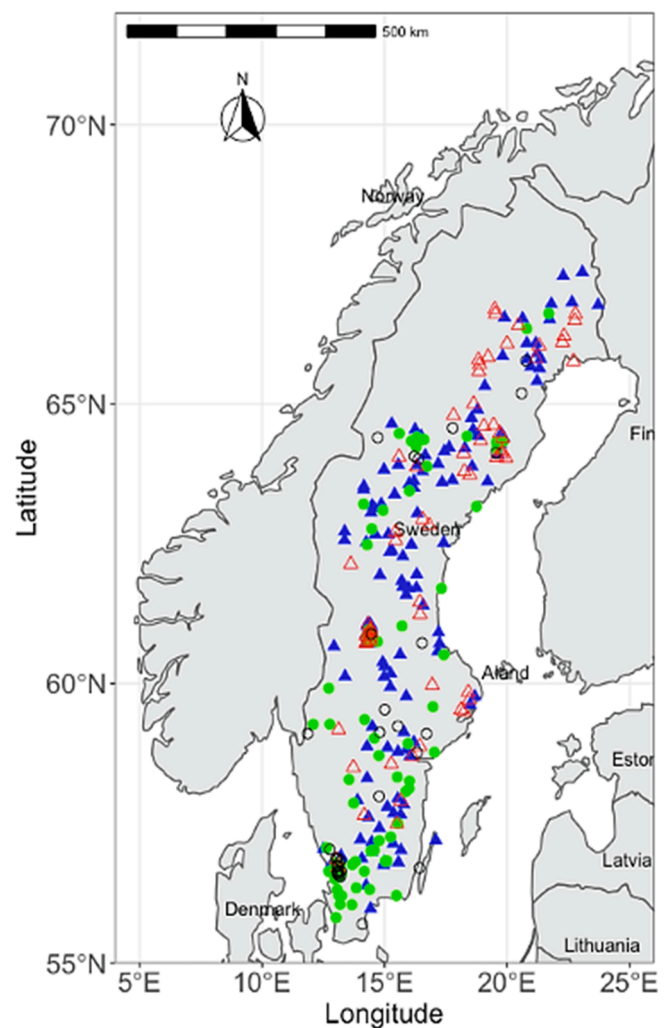 500 km
N
70°N
Norway
65°N
Fin
Latitude
Sweden
Aland
60°N
Eston
Latvia
Denmark
Lithuania
55°N
5°E
10°E
15°E
20°E
25°E
Longitude